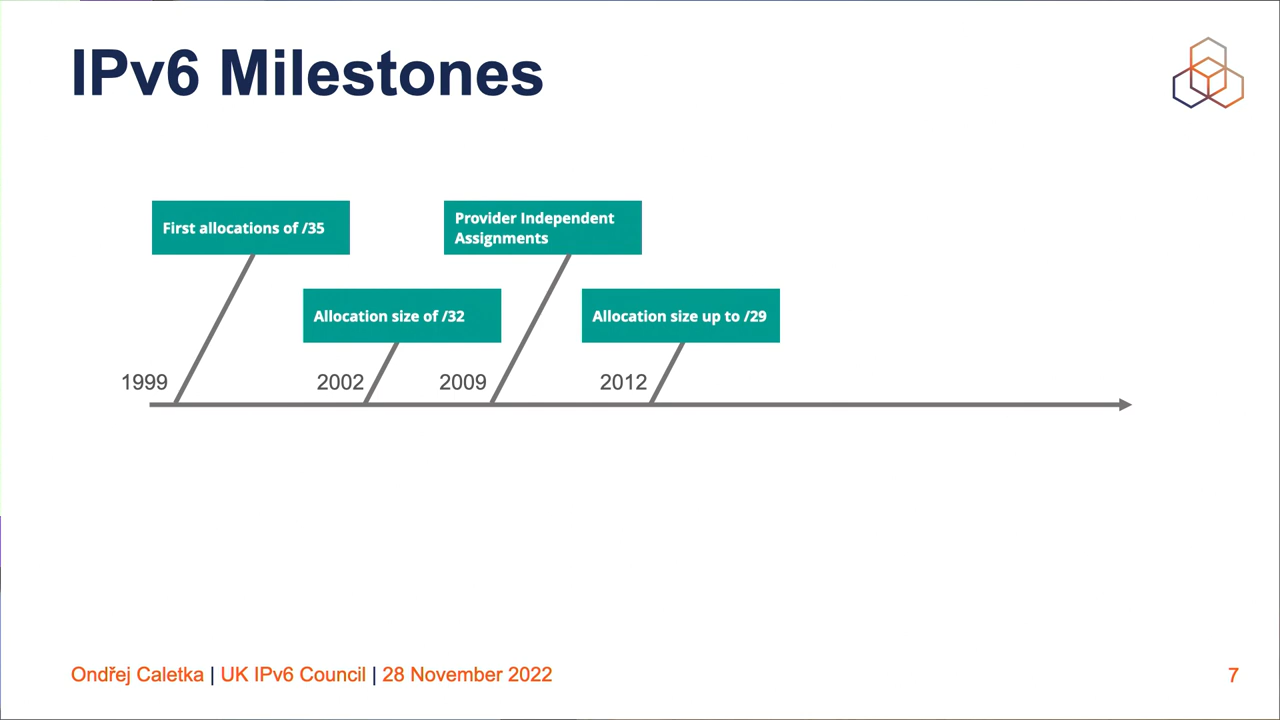 IPv6 Milestones
First allocations of /35
Provider Independent
Assignments
Allocation size of /32
Allocation size up to /29
1999
2002
2009
2012
Ondřej Caletka | UK IPv6 Council | 28 November 2022
7